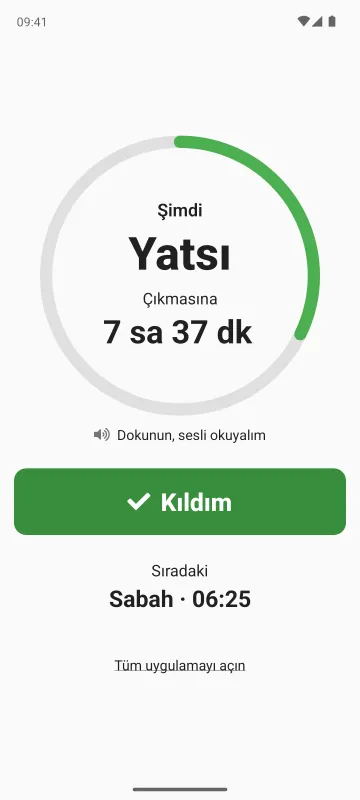 09:41
Şimdi
Yatsı
Çıkmasına
7 sa 37 dk
Dokunun, sesli okuyalım
Kıldım
Sıradaki
Sabah · 06:25
Tüm uygulamayı açın